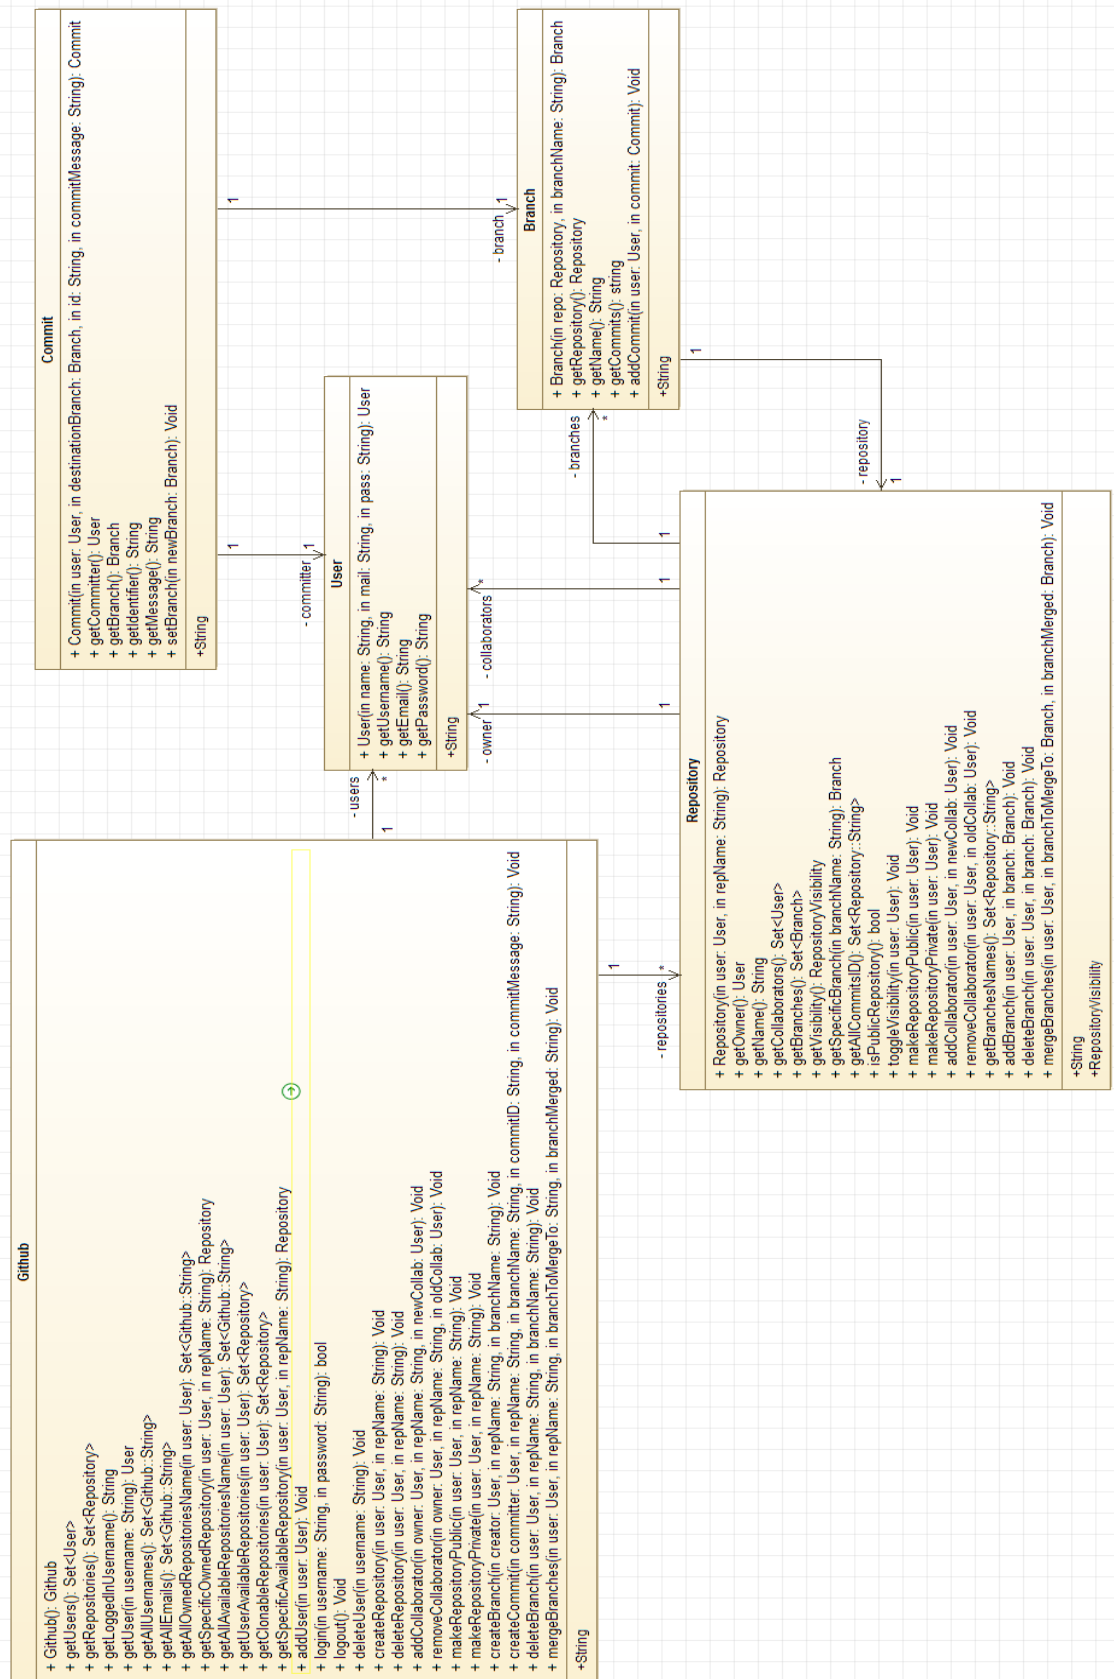 Commit
+ Commit(in user: User, in destinationBranch: Branch, in id: String, in commitMessage: String): Commit
+ getCommitter(): User
+ getBranch(): Branch
+ getIdentifier(): String
+ getMessage(): String
+ setBranch(in newBranch: Branch): Void
+String
1
- branch
1
1
- committer
1
Branch
+ Branch(in repo: Repository, in branchName: String): Branch
+ getRepository(): Repository
+ getName(): String
+ getCommits(): string
+ addCommit(in user: User, in commit: Commit): Void
+String
1
- repository
1
User
+ User(in name: String, in mail: String, in pass: String): User
+ getUsername(): String
+ getEmail(): String
+ getPassword(): String
+String
- users
*
1
- owner
1
1
- collaborators
*
1
- branches
*
1
Github
+ Github(): Github
+ getUsers(): Set<User>
+ getRepositories(): Set<Repository>
+ getLoggedInUsername(): String
+ getUser(in username: String): User
+ getAllUsernames(): Set<Github::String>
+ getAllEmails(): Set<Github::String>
+ getAllOwnedRepositoriesName(in user: User): Set<Github::String>
+ getSpecificOwnedRepository(in user: User, in repName: String): Repository
+ getAllAvailableRepositoriesName(in user: User): Set<Github::String>
+ getUserAvailableRepositories(in user: User): Set<Repository>
+ getClonableRepositories(in user: User): Set<Repository>
+ getSpecificAvailableRepository(in user: User, in repName: String): Repository
+ addUser(in user: User): Void
+ login(in username: String, in password: String): bool
+ logout(): Void
+ deleteUser(in username: String): Void
+ createRepository(in user: User, in repName: String): Void
+ deleteRepository(in user: User, in repName: String): Void
+ addCollaborator(in owner: User, in repName: String, in newCollab: User): Void
+ removeCollaborator(in owner: User, in repName: String, in oldCollab: User): Void
+ makeRepositoryPublic(in user: User, in repName: String): Void
+ makeRepositoryPrivate(in user: User, in repName: String): Void
+ createBranch(in creator: User, in repName: String, in branchName: String): Void
+ createCommit(in committer: User, in repName: String, in branchName: String, in commitID: String, in commitMessage: String): Void
+ deleteBranch(in user: User, in repName: String, in branchName: String): Void
+ mergeBranches(in user: User, in repName: String, in branchToMergeTo: String, in branchMerged: String): Void
+String
1
- repositories
*
Repository
+ Repository(in user: User, in repName: String): Repository
+ getOwner(): User
+ getName(): String
+ getCollaborators(): Set<User>
+ getBranches(): Set<Branch>
+ getVisibility(): RepositoryVisibility
+ getSpecificBranch(in branchName: String): Branch
+ getAllCommitsID(): Set<Repository::String>
+ isPublicRepository(): bool
+ toggleVisibility(in user: User): Void
+ makeRepositoryPublic(in user: User): Void
+ makeRepositoryPrivate(in user: User): Void
+ addCollaborator(in user: User, in newCollab: User): Void
+ removeCollaborator(in user: User, in oldCollab: User): Void
+ getBranchesNames(): Set<Repository::String>
+ addBranch(in user: User, in branch: Branch): Void
+ deleteBranch(in user: User, in branch: Branch): Void
+ mergeBranches(in user: User, in branchToMergeTo: Branch, in branchMerged: Branch): Void
+String
+RepositoryVisibility